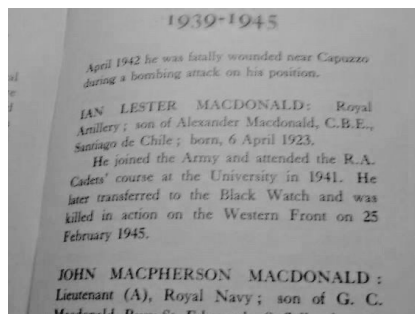 1939-1945
April 1942 he was fatally wounded near Capuzzo
during a bombing attack on his position.
IAN LESTER MACDONALD: Royal
Artillery; son of Alexander Macdonald, C.B.E.,
Santiago de Chile; born, 6 April 1923.
He joined the Army and attended the R.A.
Cadets' course at the University in 1941. He
later transferred to the Black Watch and was
killed in action on the Western Front on 25
February 1945.
JOHN MACPHERSON MACDONALD:
Lieutenant (A), Royal Navy; son of G. C.